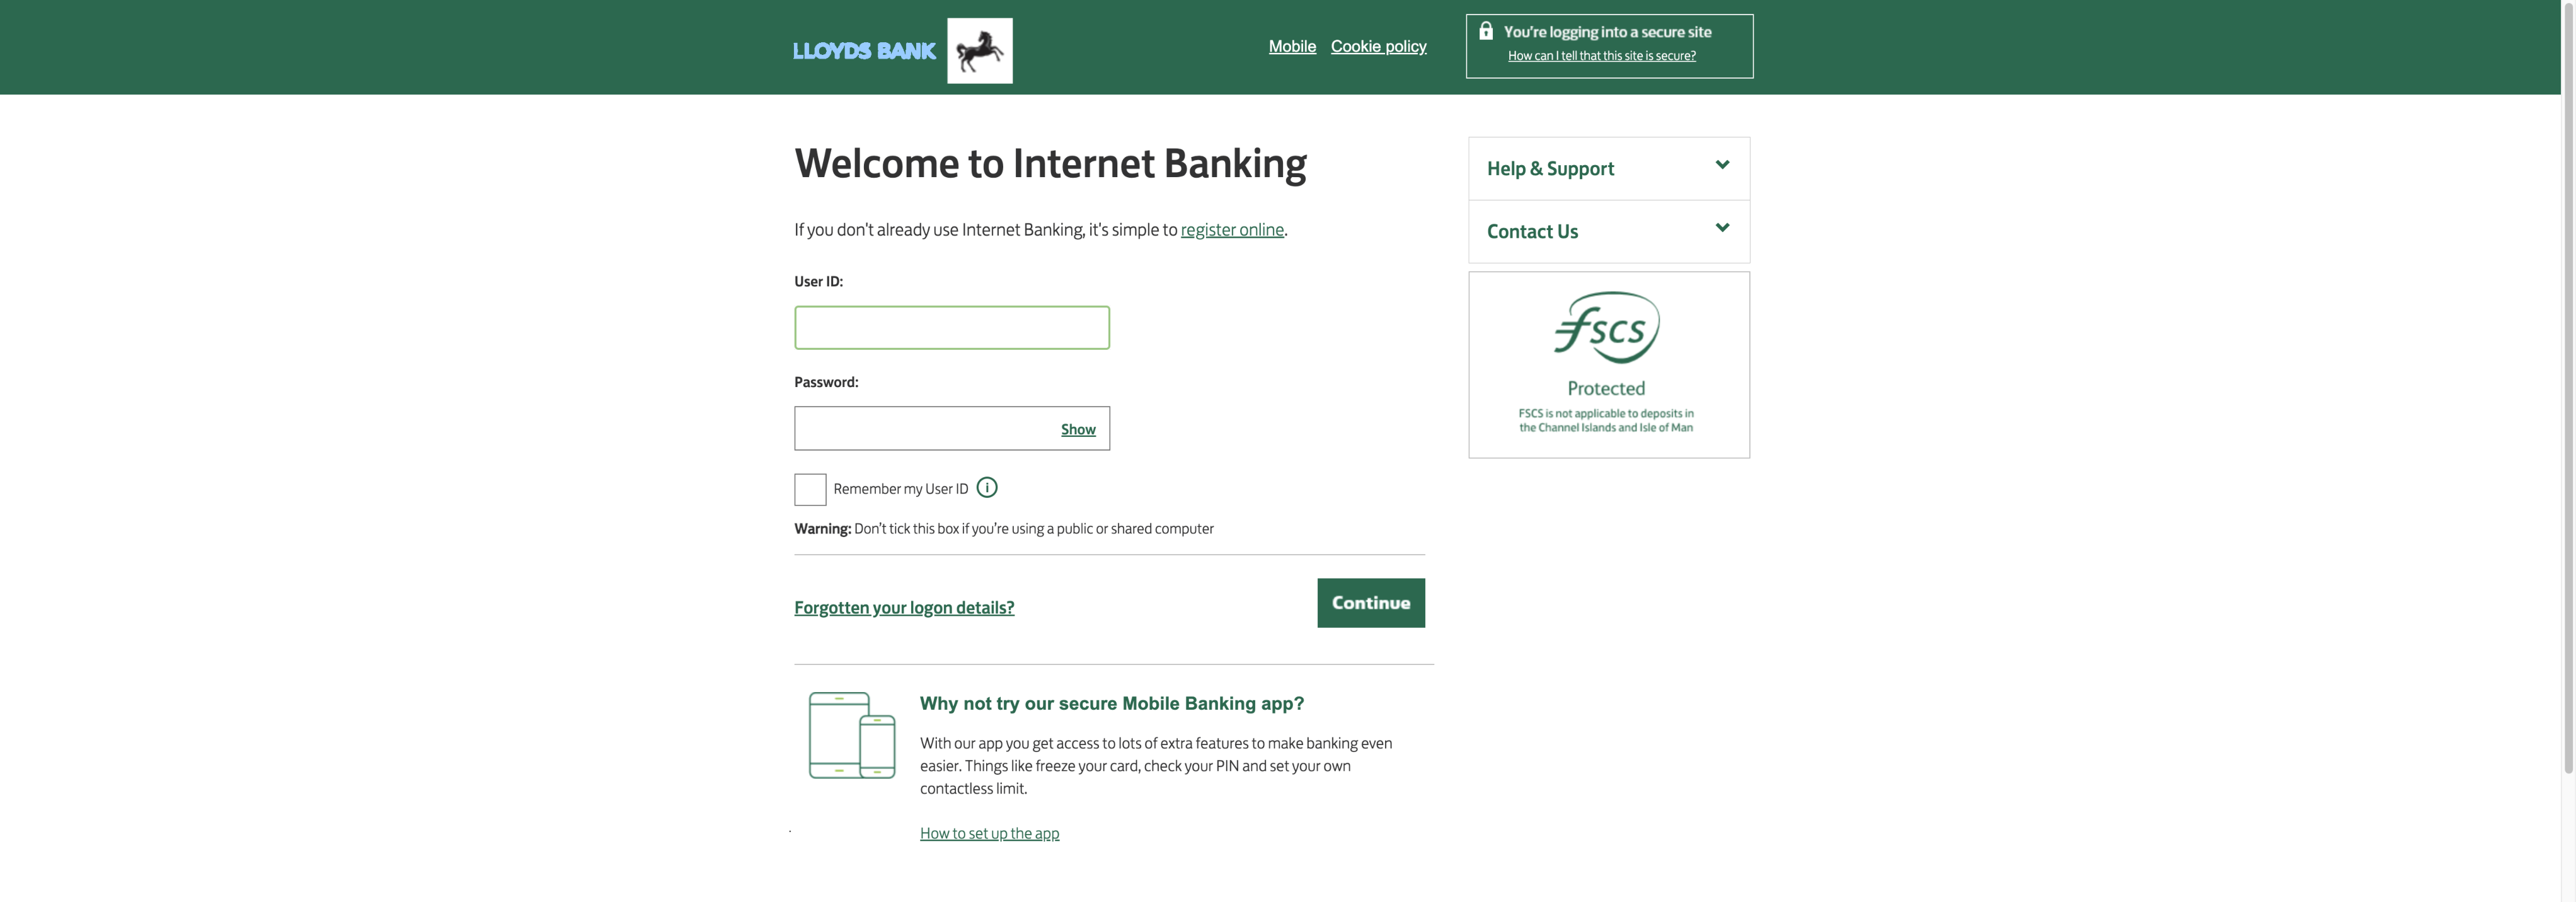 LLOYDS BANK
Mobile Cookie policy
You're logging into a secure site
How can I tell that this site is secure?
Welcome to Internet Banking
If you don't already use Internet Banking, it's simple to register online.
User ID:
Password:
Show
Remember my User ID
Warning: Don't tick this box if you're using a public or shared computer
Forgotten your logon details?
Continue
Why not try our secure Mobile Banking app?
With our app you get access to lots of extra features to make banking even
easier. Things like freeze your card, check your PIN and set your own
contactless limit.
How to set up the app
Help & Support
Contact Us
fscs
Protected
FSCS is not applicable to deposits in
the Channel Islands and Isle of Man